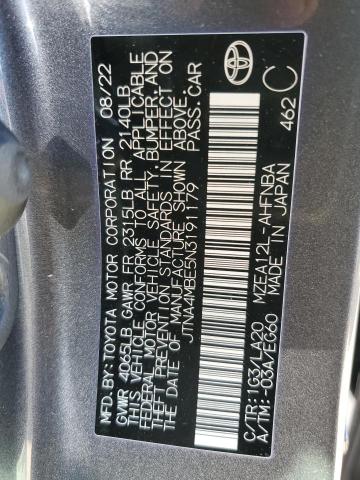 MFD.BY:TOYOTA MOTOR CORPORATION 08/22
GVWR 4065LB GAWR FR 2315LB RR 2140LB
THIS VEHICLE CONFORMS TO ALL APPLICABLE
FEDERAL MOTOR VEHICLE SAFETY, BUMPER, AND
THEFT PREVENTION STANDARDS IN EFFECT ON
THE DATE OF MANUFACTURE SHOWN ABOVE.
JTNA4MBE5N3191179 PASS.CAR
C/TR:1G3/LA20 MZEA12L-AHFNBA
A/TM:-03A/EG60 MADE IN JAPAN
462 C